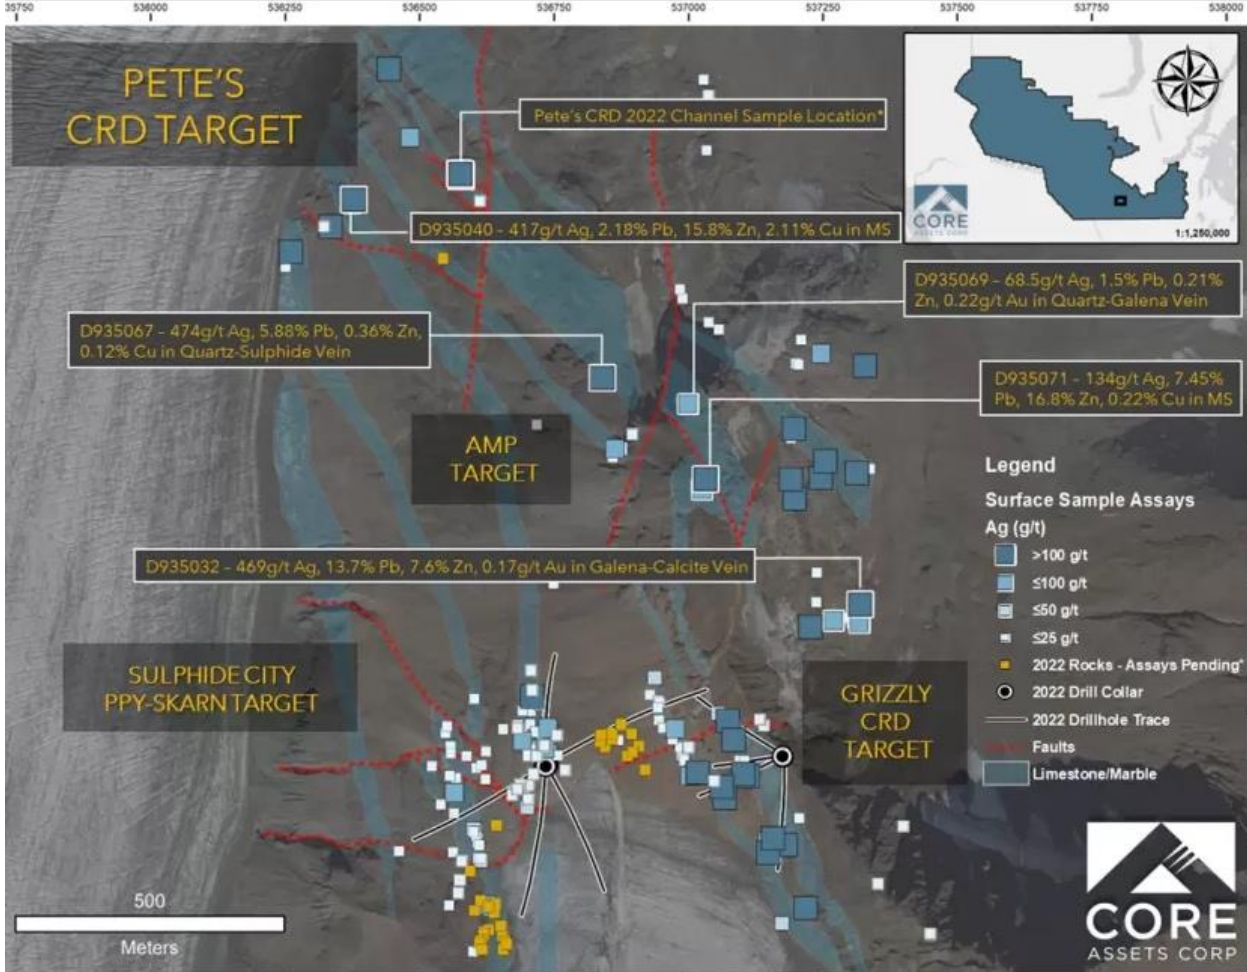 35750 536000 536250 536500 536750 537000 537250 537500 537750 538000
PETE'S
CRD TARGET
Pete's CRD 2022 Channel Sample Location*
CORE
ASSETS CORP
1:1,250,000
D935040 – 417g/t Ag, 2.18% Pb, 15.8% Zn, 2.11% Cu in MS
D935069 – 68.5g/t Ag, 1.5% Pb, 0.21%
Zn, 0.22g/t Au in Quartz-Galena Vein
D935067 – 474g/t Ag, 5.88% Pb, 0.36% Zn,
0.12% Cu in Quartz-Sulphide Vein
D935071 – 134g/t Ag, 7.45%
Pb, 16.8% Zn, 0.22% Cu in MS
AMP
TARGET
D935032 – 469g/t Ag, 13.7% Pb, 7.6% Zn, 0.17g/t Au in Galena-Calcite Vein
SULPHIDE CITY
PPY-SKARN TARGET
GRIZZLY
CRD
TARGET
Legend
Surface Sample Assays
Ag (g/t)
>100 g/t
≤100 g/t
≤50 g/t
≤25 g/t
2022 Rocks - Assays Pending*
2022 Drill Collar
2022 Drillhole Trace
Faults
Limestone/Marble
500
Meters
CORE
ASSETS CORP